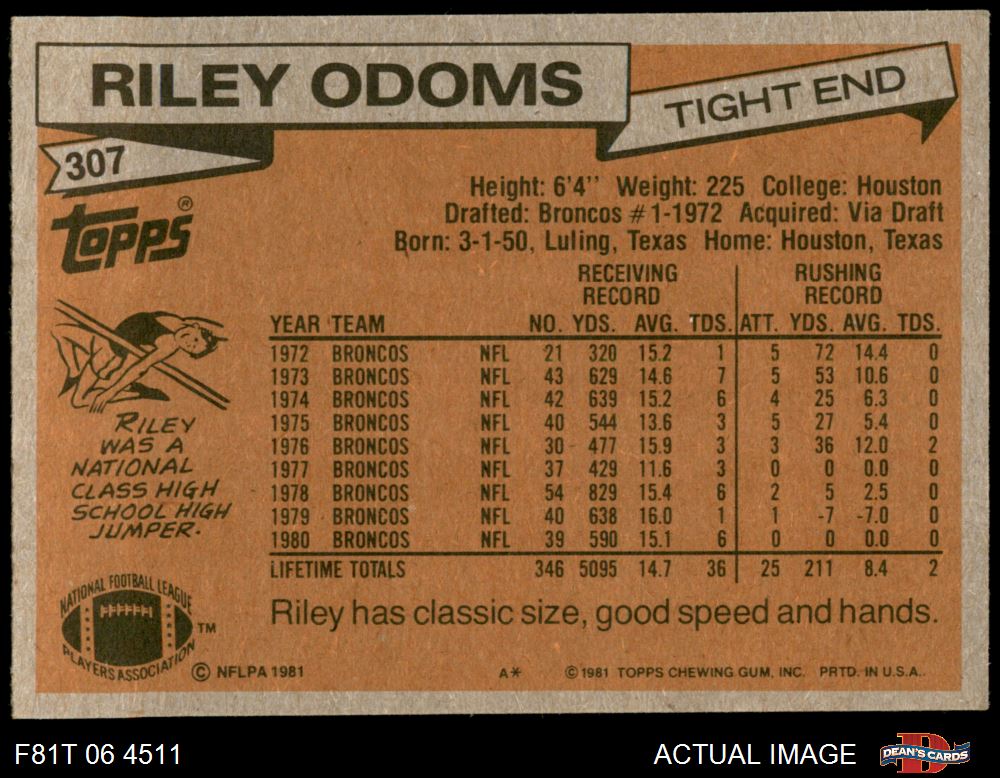 RILEY ODOMS
TIGHT END
307
TOPPS®
Height: 6'4'' Weight: 225 College: Houston
Drafted: Broncos #1-1972 Acquired: Via Draft
Born: 3-1-50, Luling, Texas Home: Houston, Texas
RECEIVING RECORD RUSHING RECORD
YEAR TEAM NO. YDS. AVG. TDS. ATT. YDS. AVG. TDS.
1972 BRONCOS NFL 21 320 15.2 1 5 72 14.4 0
1973 BRONCOS NFL 43 629 14.6 7 5 53 10.6 0
1974 BRONCOS NFL 42 639 15.2 6 4 25 6.3 0
1975 BRONCOS NFL 40 544 13.6 3 5 27 5.4 0
1976 BRONCOS NFL 30 477 15.9 3 3 36 12.0 2
1977 BRONCOS NFL 37 429 11.6 3 0 0 0.0 0
1978 BRONCOS NFL 54 829 15.4 6 2 5 2.5 0
1979 BRONCOS NFL 40 638 16.0 1 1 -7 -7.0 0
1980 BRONCOS NFL 39 590 15.1 6 0 0 0.0 0
LIFETIME TOTALS 346 5095 14.7 36 25 211 8.4 2
RILEY
WAS A
NATIONAL
CLASS HIGH
SCHOOL HIGH
JUMPER.
Riley has classic size, good speed and hands.
NATIONAL FOOTBALL LEAGUE
PLAYERS ASSOCIATION
TM
© NFLPA 1981 A* © 1981 TOPPS CHEWING GUM, INC. PRTD. IN U.S.A.
F81T 06 4511 ACTUAL IMAGE
D
DEAN'S CARDS